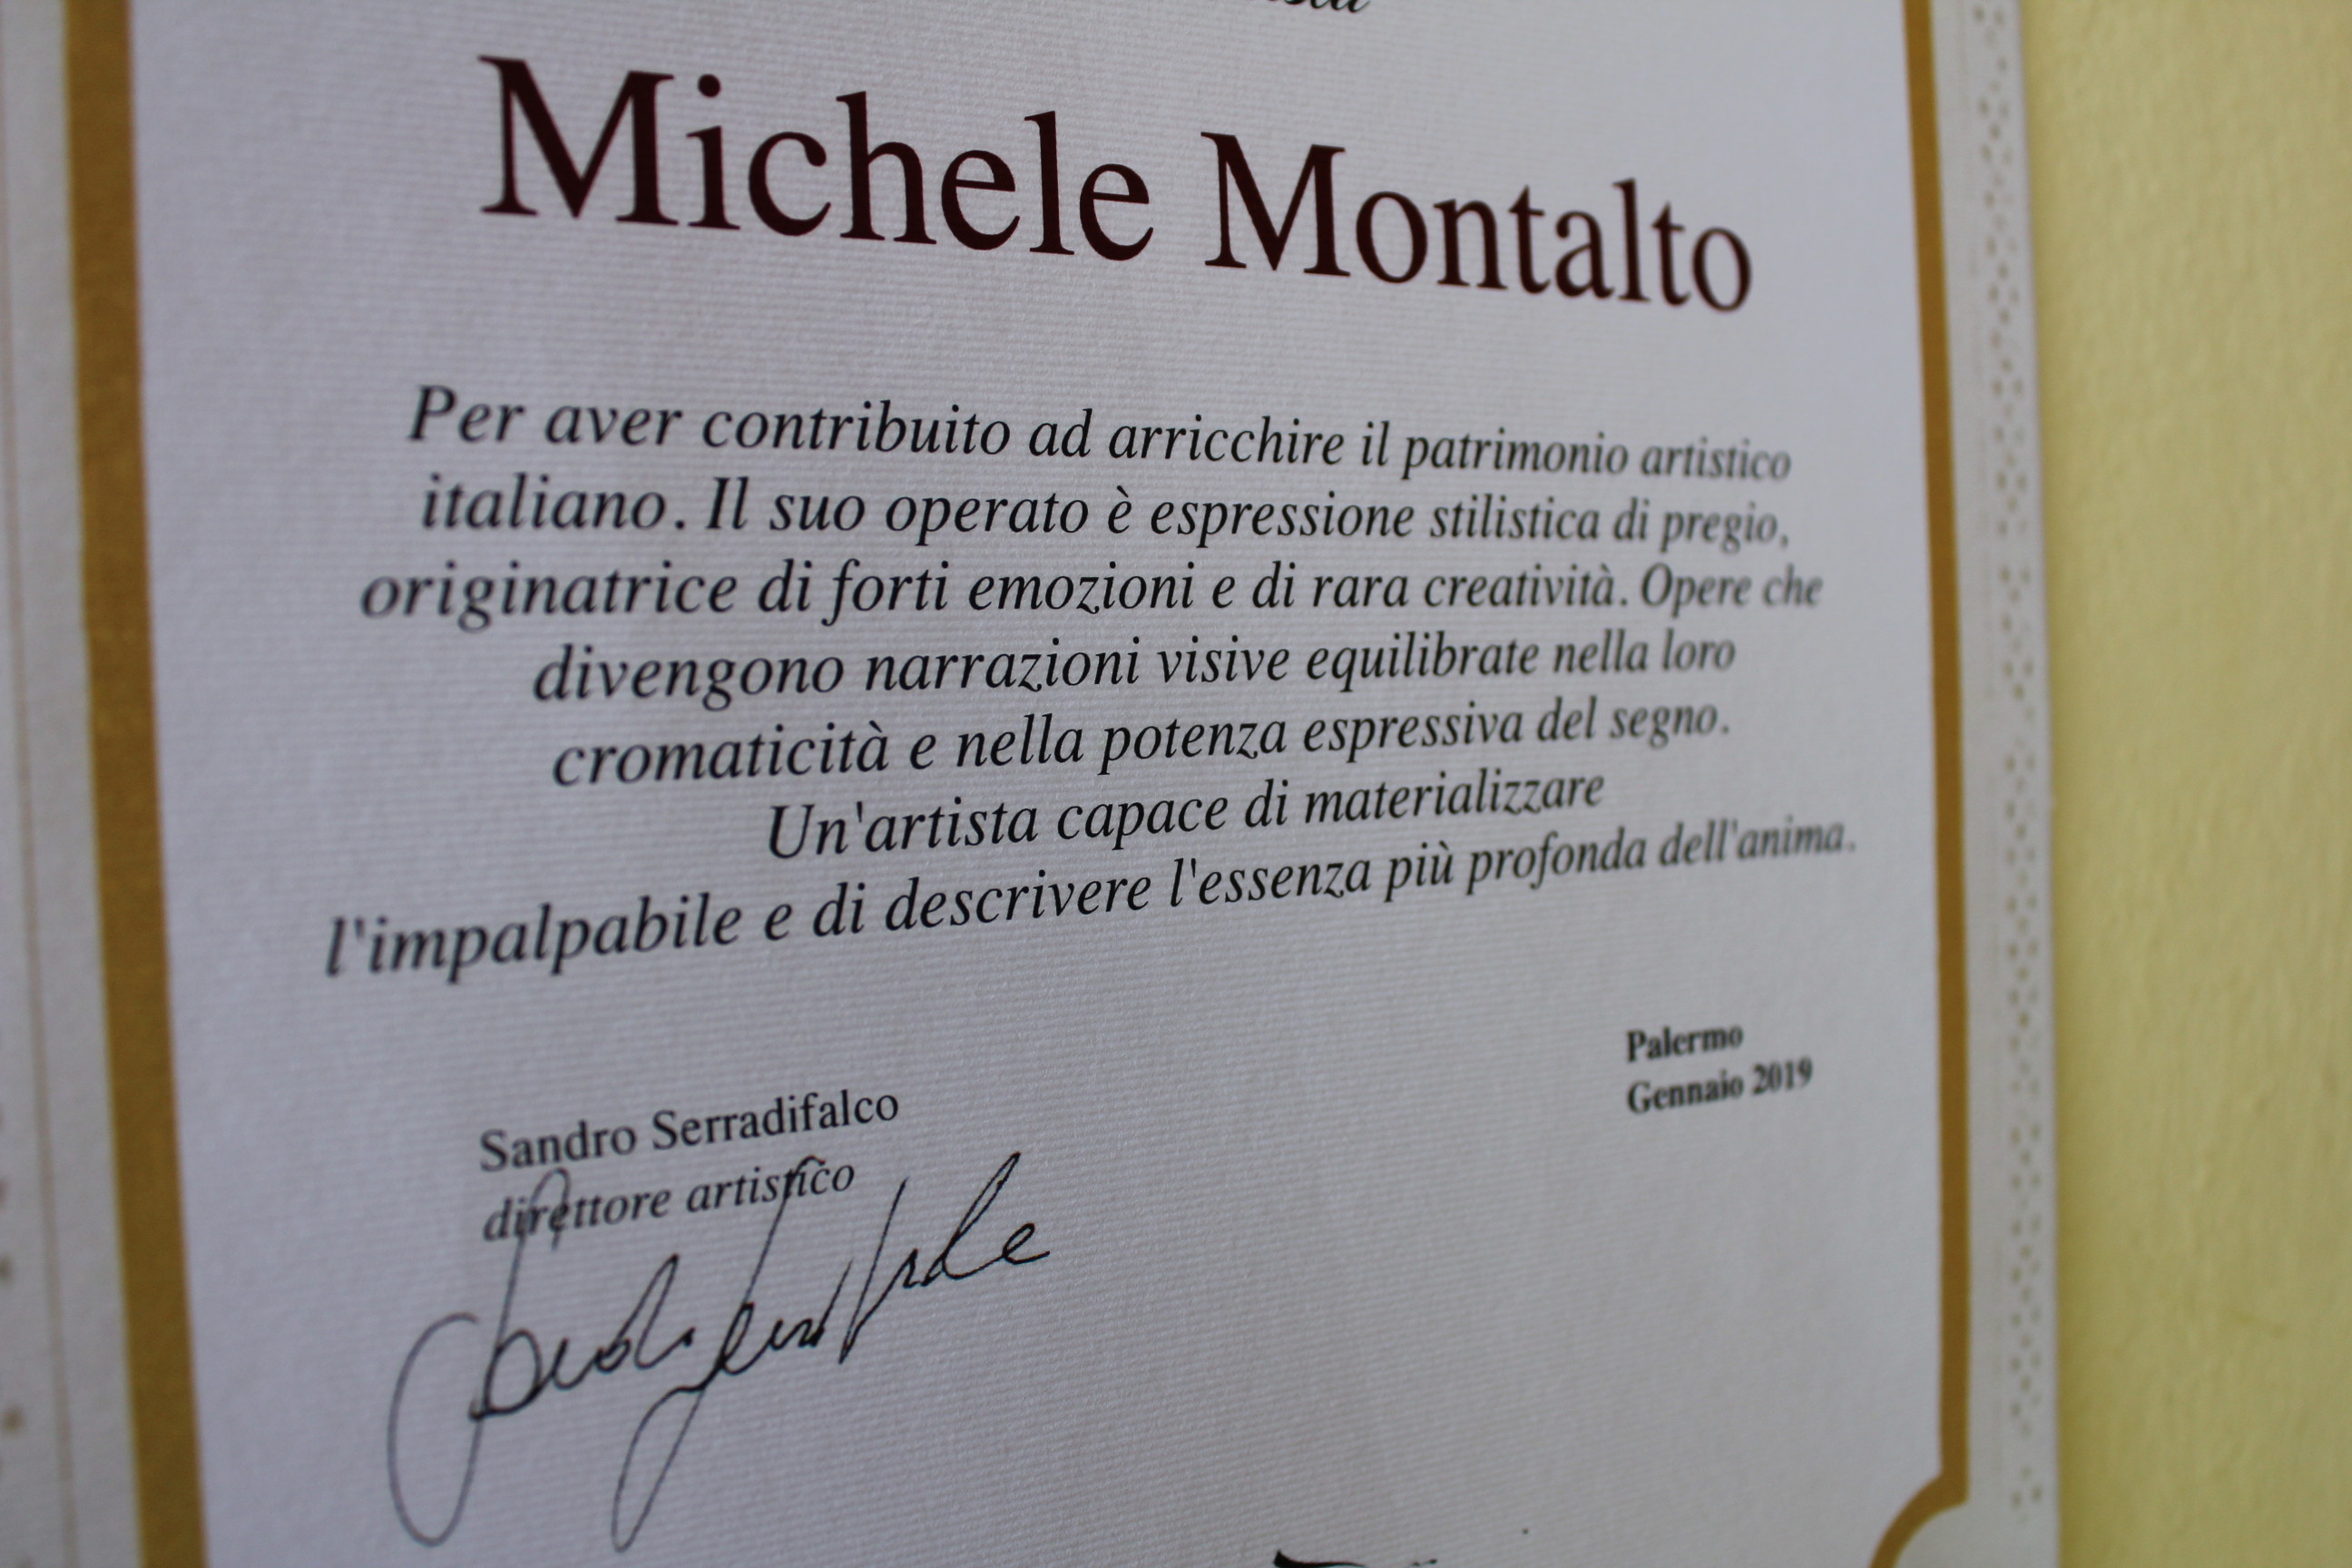 Michele Montalto
Per aver contribuito ad arricchire il patrimonio artistico
italiano. Il suo operato è espressione stilistica di pregio,
originatrice di forti emozioni e di rara creatività. Opere che
divengono narrazioni visive equilibrate nella loro
cromaticità e nella potenza espressiva del segno.
Un'artista capace di materializzare
l'impalpabile e di descrivere l'essenza più profonda dell'anima.
Palermo
Gennaio 2019
Sandro Serradifalco
direttore artistico